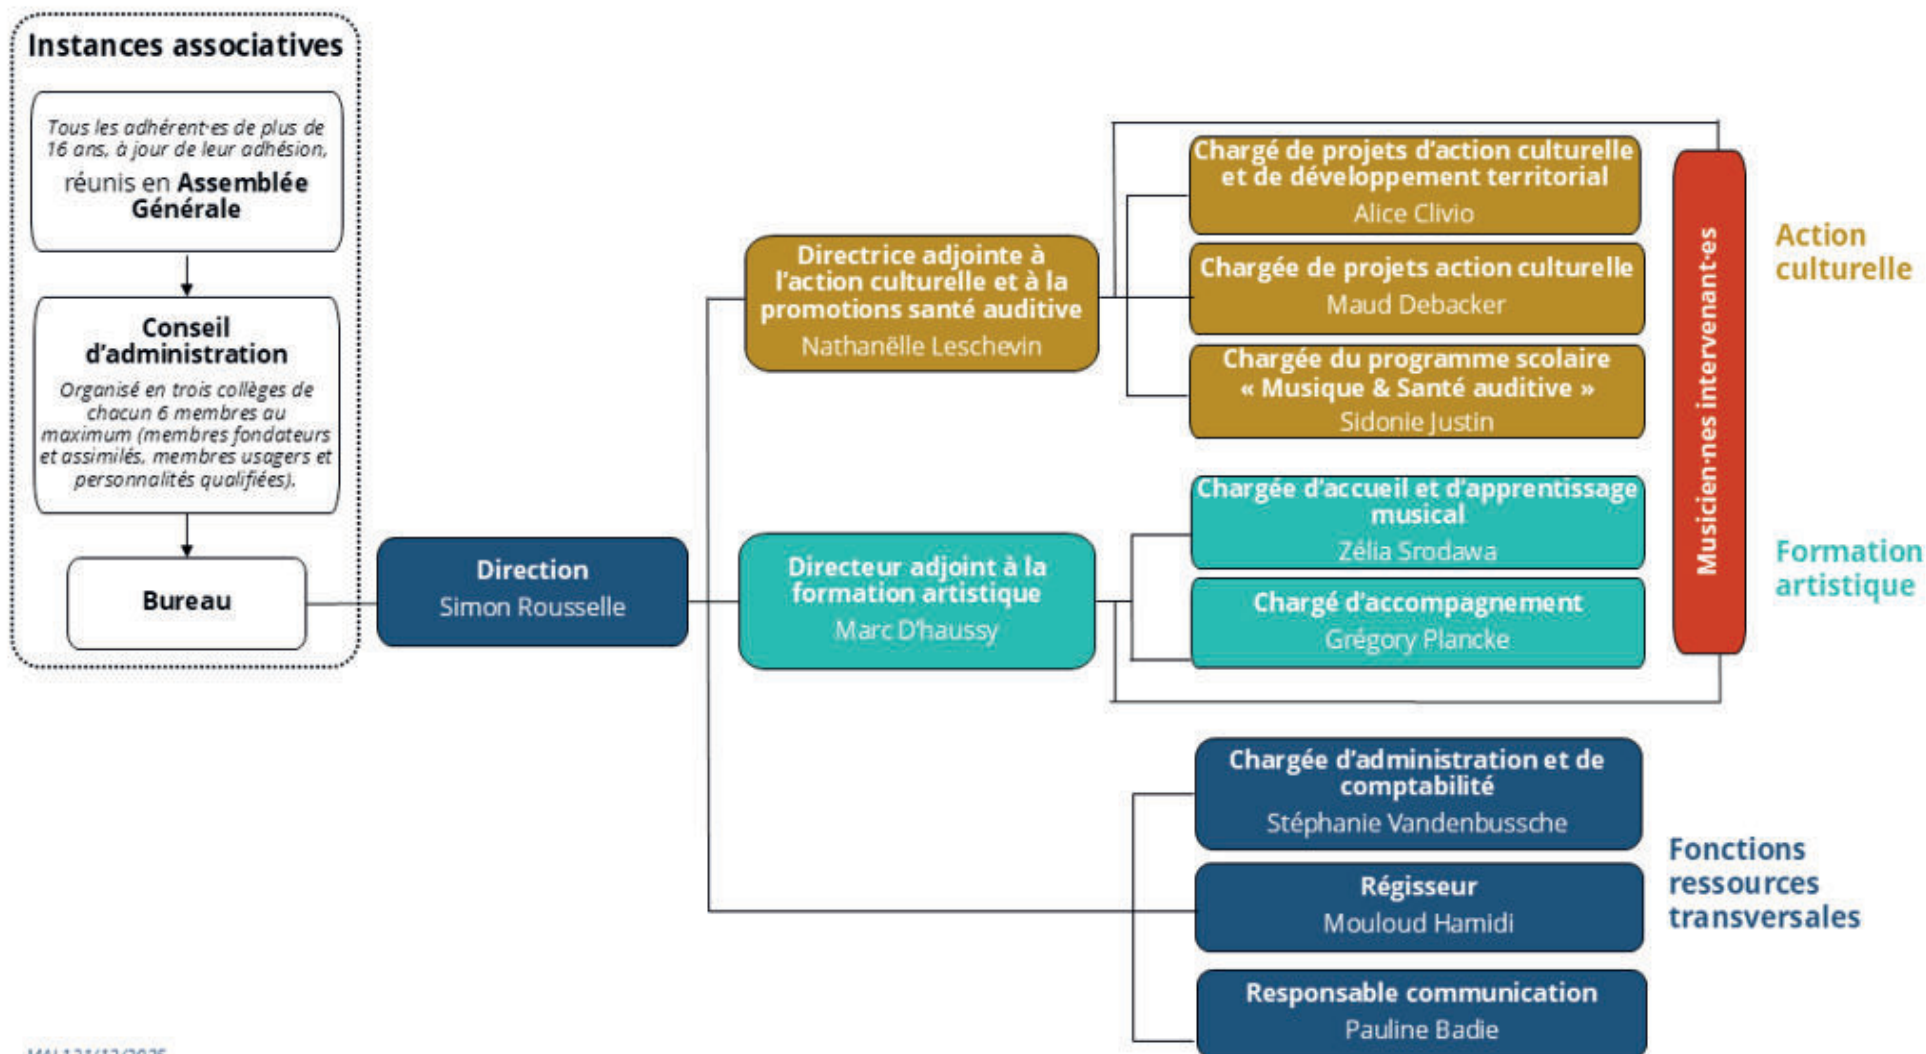 Instances associatives
Tous les adhérent·es de plus de
16 ans, à jour de leur adhésion,
réunis en Assemblée
Générale
Conseil
d'administration
Organisé en trois collèges de
chacun 6 membres au
maximum (membres fondateurs
et assimilés, membres usagers et
personnalités qualifiées).
Bureau
Direction
Simon Rousselle
Directrice adjointe à
l'action culturelle et à la
promotions santé auditive
Nathanëlle Leschevin
Directeur adjoint à la
formation artistique
Marc D'haussy
Chargé de projets d'action culturelle
et de développement territorial
Alice Clivio
Chargée de projets action culturelle
Maud Debacker
Chargée du programme scolaire
« Musique & Santé auditive »
Sidonie Justin
Chargée d'accueil et d'apprentissage
musical
Zélia Srodawa
Chargé d'accompagnement
Grégory Plancke
Musicien·nes intervenant·es
Action
culturelle
Formation
artistique
Chargée d'administration et de
comptabilité
Stéphanie Vandenbussche
Régisseur
Mouloud Hamidi
Responsable communication
Pauline Badie
Fonctions
ressources
transversales